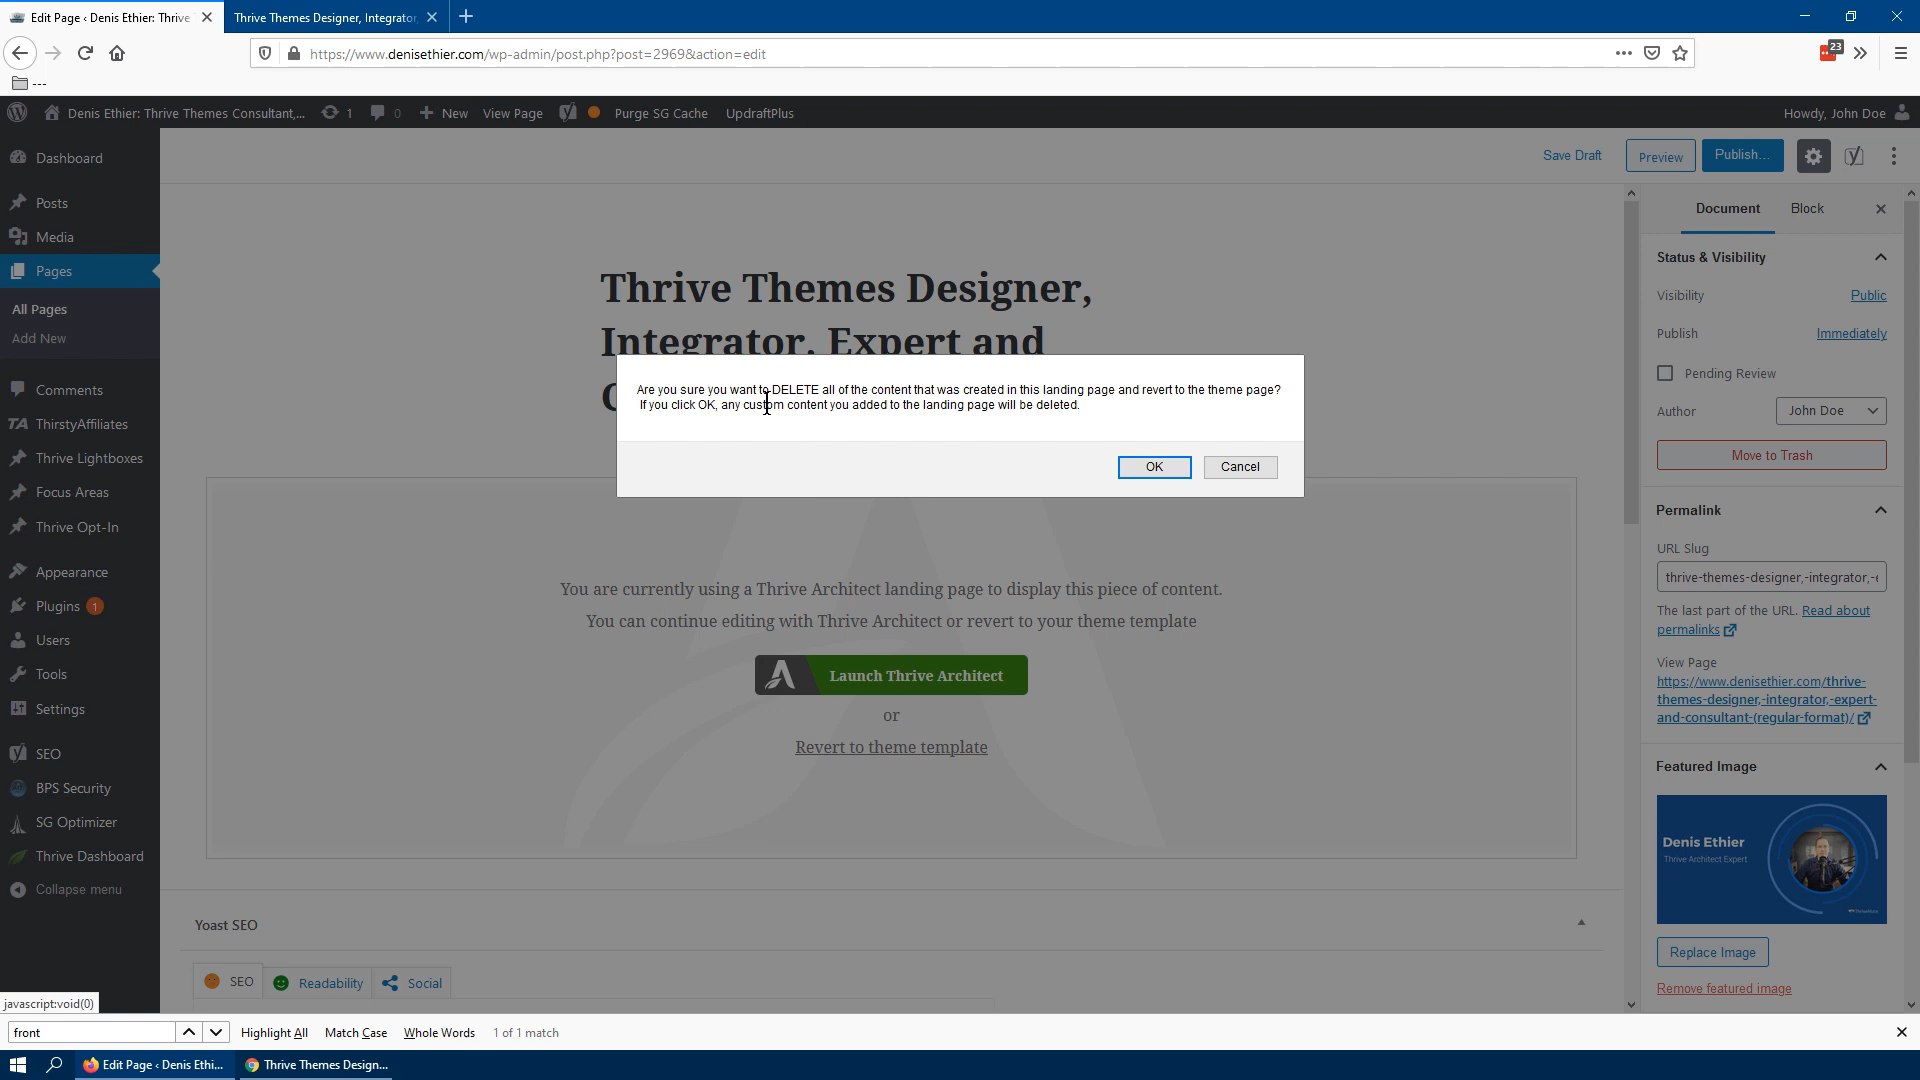 Edit Page ‹ Denis Ethier: Thrive
Thrive Themes Designer, Integrator,
https://www.denisethier.com/wp-admin/post.php?post=2969&action=edit
23
---
Denis Ethier: Thrive Themes Consultant,...
1
0
New
View Page
Purge SG Cache
UpdraftPlus
Howdy, John Doe
Dashboard
Posts
Media
Pages
All Pages
Add New
Comments
ThirstyAffiliates
Thrive Lightboxes
Focus Areas
Thrive Opt-In
Appearance
Plugins 1
Users
Tools
Settings
SEO
BPS Security
SG Optimizer
Thrive Dashboard
Collapse menu
Save Draft
Preview
Publish...
Thrive Themes Designer,
Integrator, Expert and
Are you sure you want to DELETE all of the content that was created in this landing page and revert to the theme page?
If you click OK, any custom content you added to the landing page will be deleted.
OK
Cancel
You are currently using a Thrive Architect landing page to display this piece of content.
You can continue editing with Thrive Architect or revert to your theme template
Launch Thrive Architect
or
Revert to theme template
Yoast SEO
SEO
Readability
Social
Document
Block
Status & Visibility
Visibility
Public
Publish
Immediately
Pending Review
Author
John Doe
Move to Trash
Permalink
URL Slug
thrive-themes-designer,-integrator,-e
The last part of the URL. Read about
permalinks
View Page
https://www.denisethier.com/thrive-
themes-designer,-integrator,-expert-
and-consultant-(regular-format)/
Featured Image
Denis Ethier
Thrive Architect Expert
Replace Image
Remove featured image
javascript:void(0)
front
Highlight All
Match Case
Whole Words
1 of 1 match
Edit Page ‹ Denis Ethi...
Thrive Themes Design...